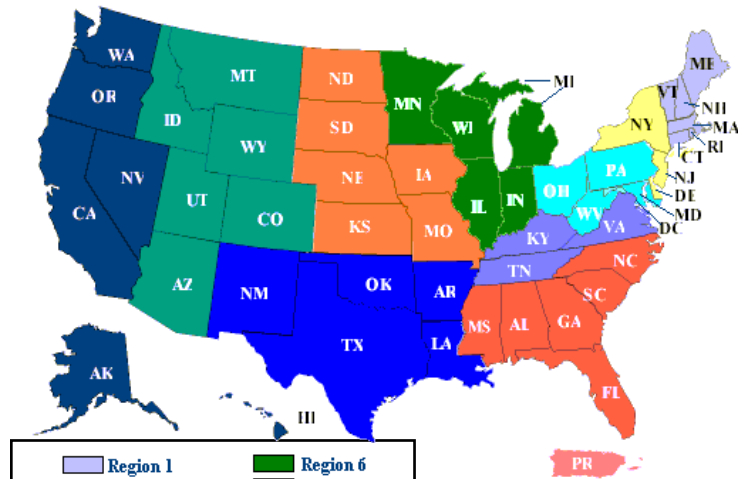 WA
ME
MT
ND
MI
VT
OR
MN
NH
ID
SD
WI
NY
MA
WY
RI
CT
NV
NE
IA
PA
NJ
OH
DE
UT
IL
IN
CA
CO
WV
MD
KS
MO
KY
VA
DC
TN
NC
AZ
OK
NM
AR
SC
MS
AL
GA
TX
LA
AK
FL
HI
PR
Region 1
Region 6